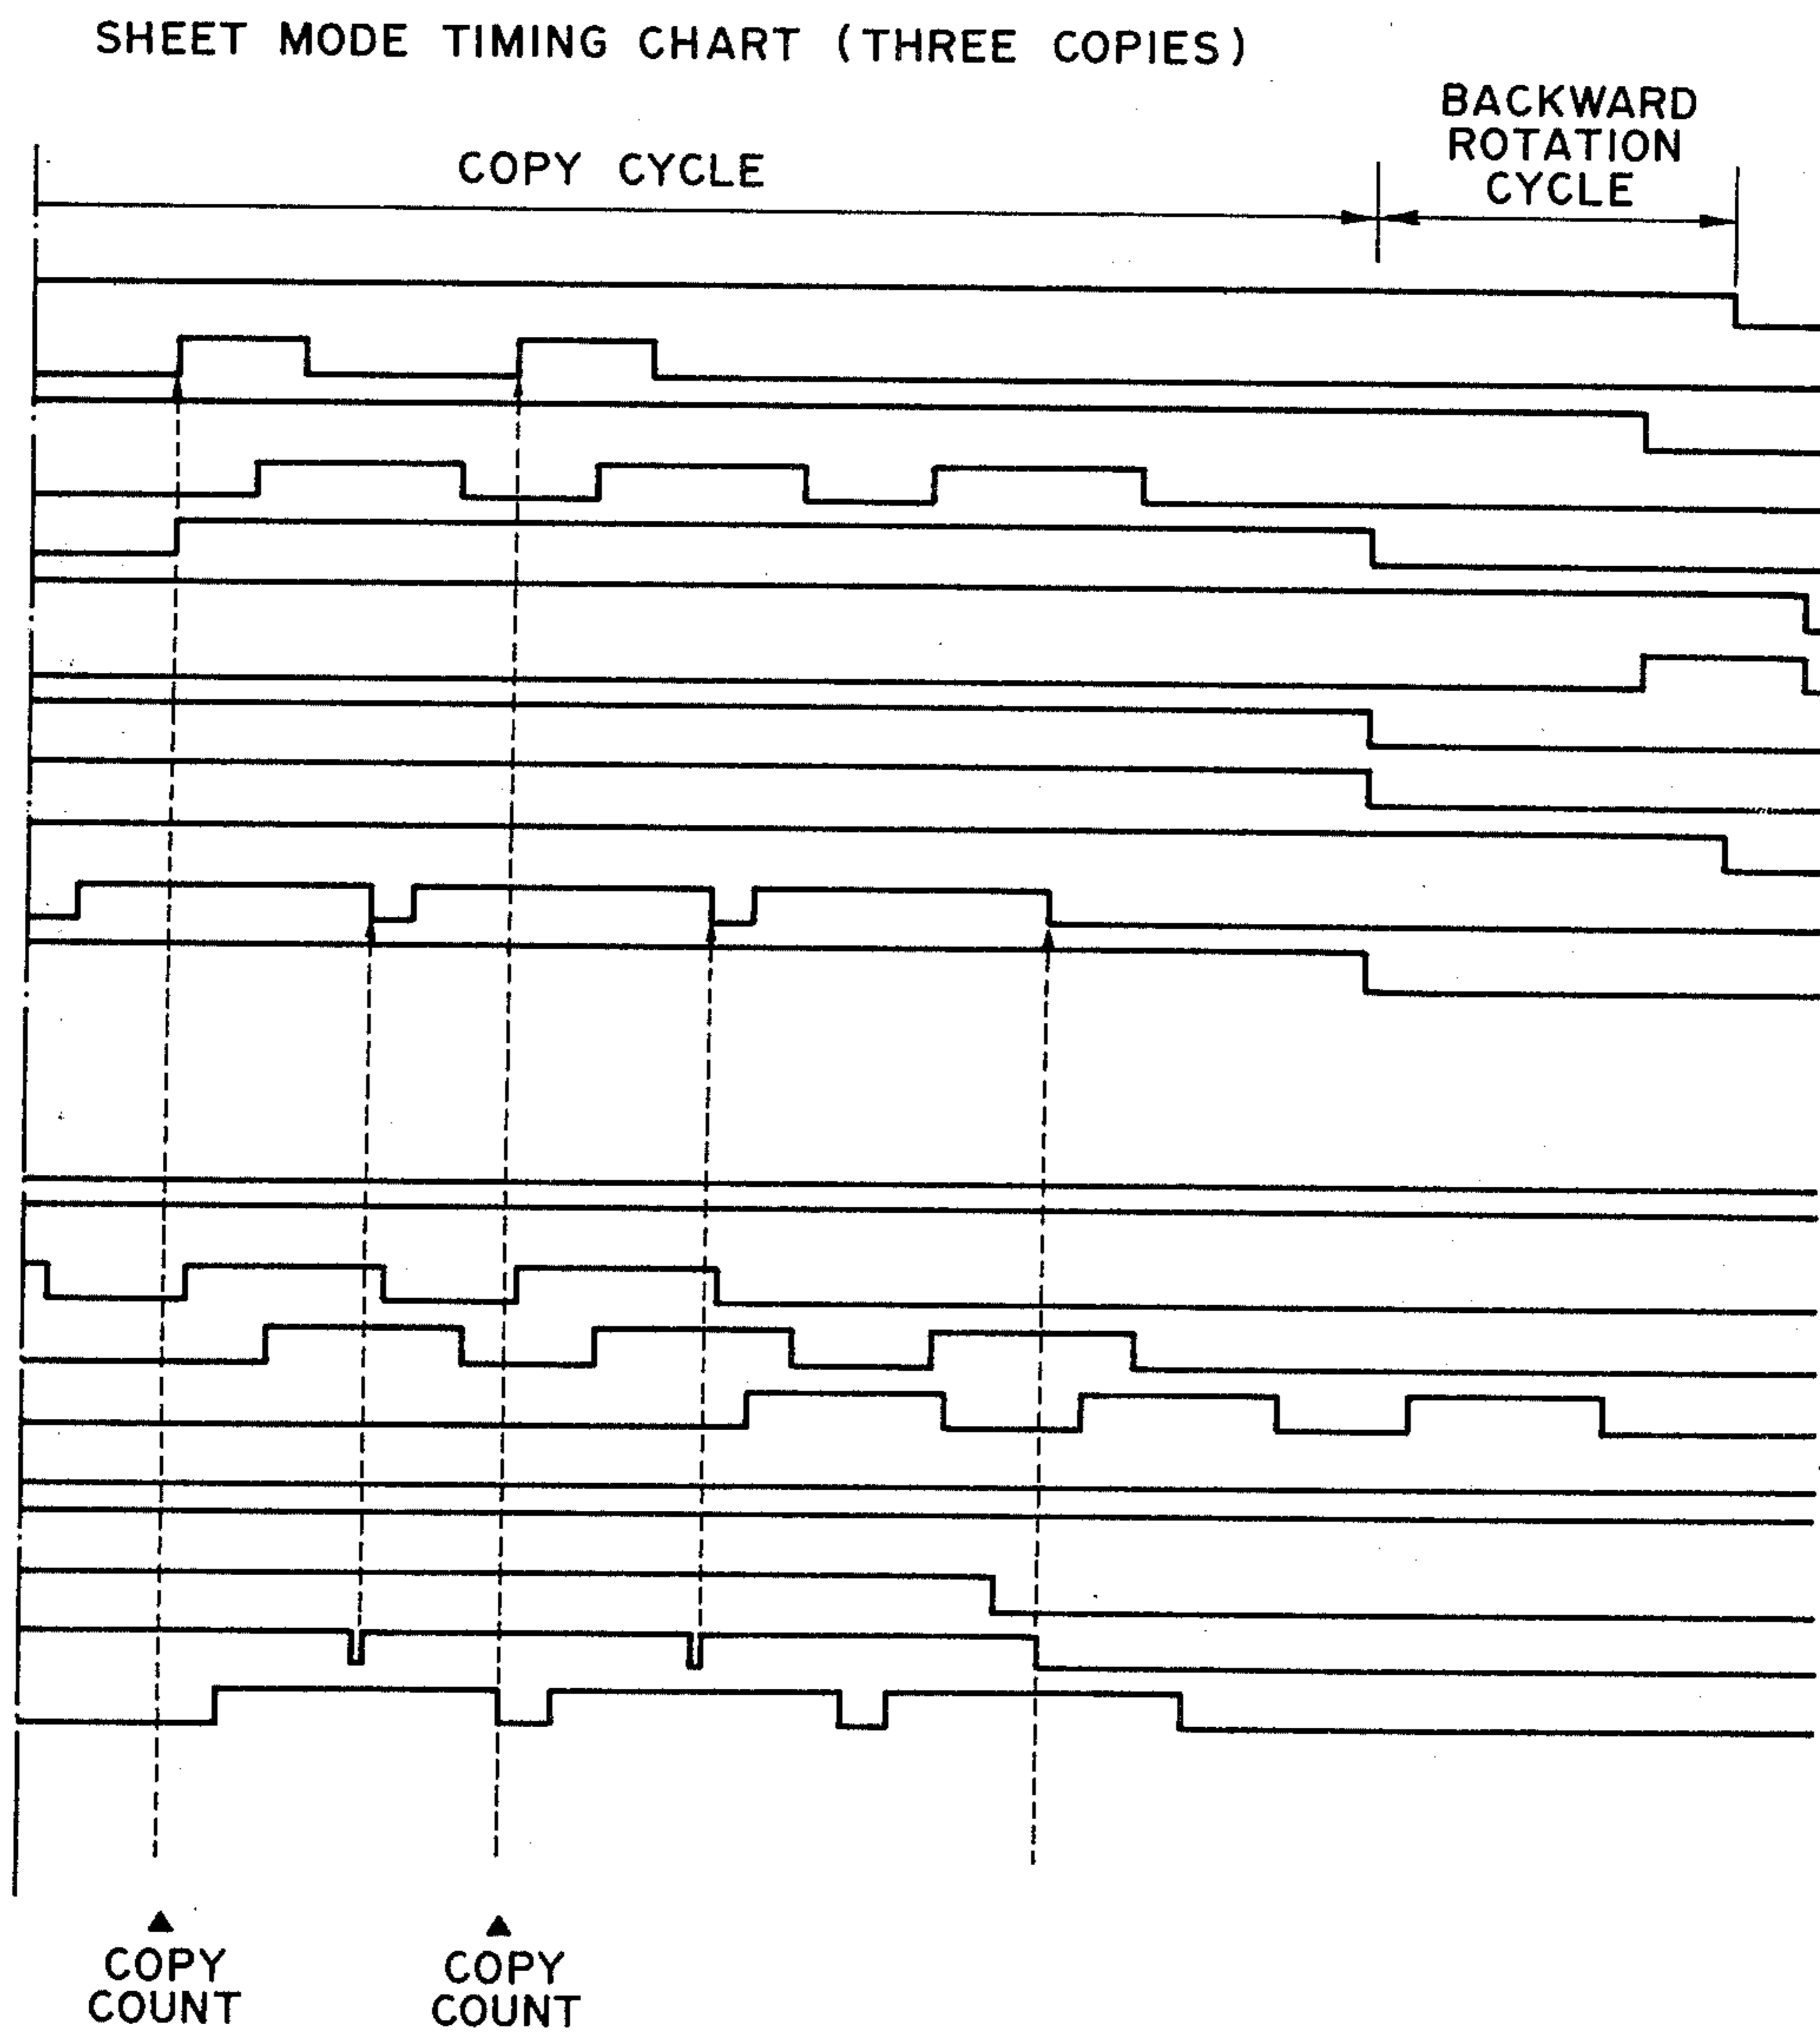 SHEET MODE TIMING CHART (THREE COPIES)
BACKWARD
ROTATION
CYCLE
COPY CYCLE
COPY
COUNT
COPY
COUNT